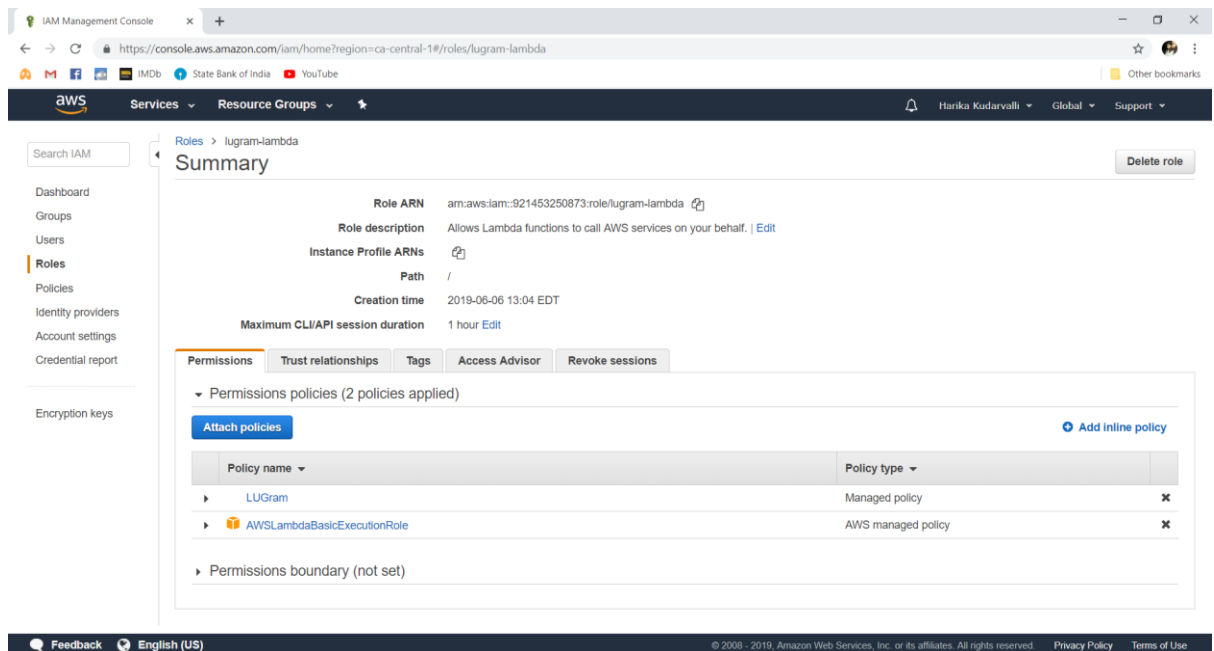 IAM Management Console
https://console.aws.amazon.com/iam/home?region=ca-central-1#/roles/lugram-lambda
IMDb State Bank of India YouTube Other bookmarks
aws Services Resource Groups Harika Kudarvalli Global Support
Search IAM
Dashboard
Groups
Users
Roles
Policies
Identity providers
Account settings
Credential report
Encryption keys
Roles > lugram-lambda
Summary
Delete role
Role ARN arn:aws:iam::921453250873:role/lugram-lambda
Role description Allows Lambda functions to call AWS services on your behalf. | Edit
Instance Profile ARNs
Path /
Creation time 2019-06-06 13:04 EDT
Maximum CLI/API session duration 1 hour Edit
Permissions Trust relationships Tags Access Advisor Revoke sessions
Permissions policies (2 policies applied)
Attach policies Add inline policy
Policy name Policy type
LUGram Managed policy
AWSLambdaBasicExecutionRole AWS managed policy
Permissions boundary (not set)
Feedback English (US) © 2008 - 2019, Amazon Web Services, Inc. or its affiliates. All rights reserved. Privacy Policy Terms of Use